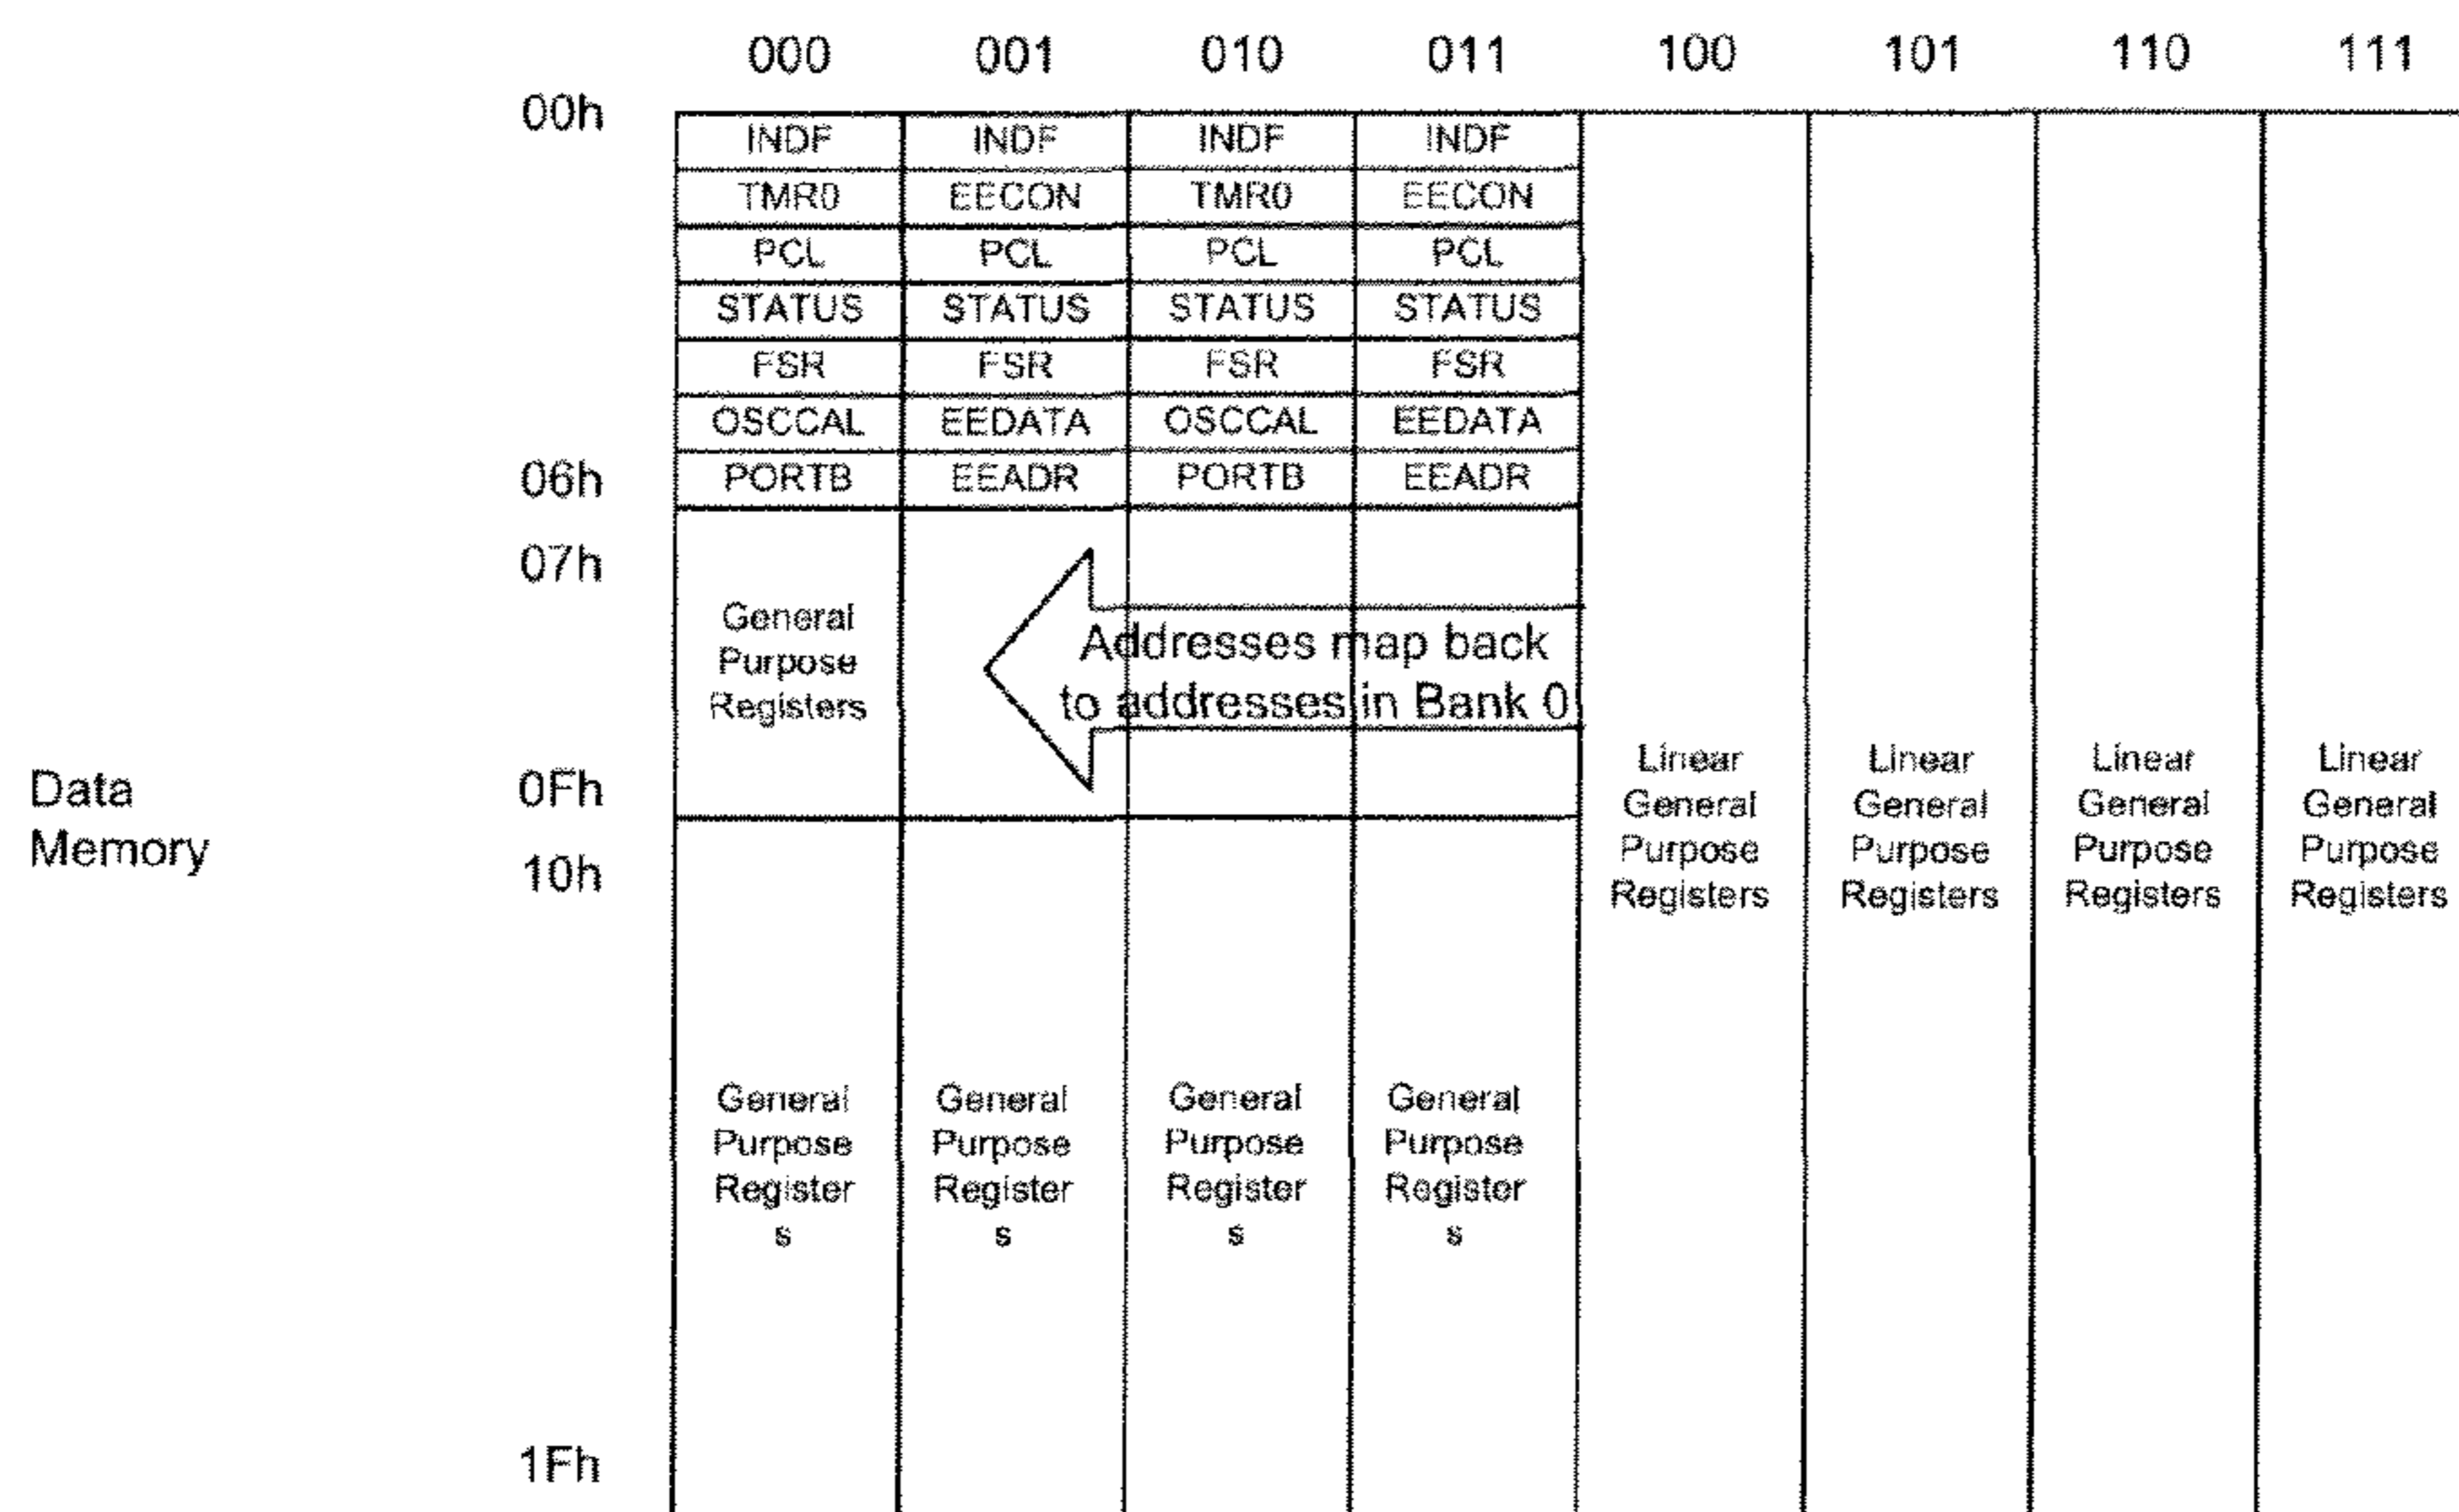 000 001 010 011 100 101 110 111
00h
INDF INDF INDF INDF
TMR0 EECON TMR0 EECON
PCL PCL PCL PCL
STATUS STATUS STATUS STATUS
FSR FSR FSR FSR
OSCCAL EEDATA OSCCAL EEDATA
06h PORTB EEADR PORTB EEADR
07h
General
Purpose
Registers
Addresses map back
to addresses in Bank 0
0Fh
Data
Memory
10h
Linear Linear Linear Linear
General General General General
Purpose Purpose Purpose Purpose
Registers Registers Registers Registers
General General General General
Purpose Purpose Purpose Purpose
Register Register Register Register
s s s s
1Fh